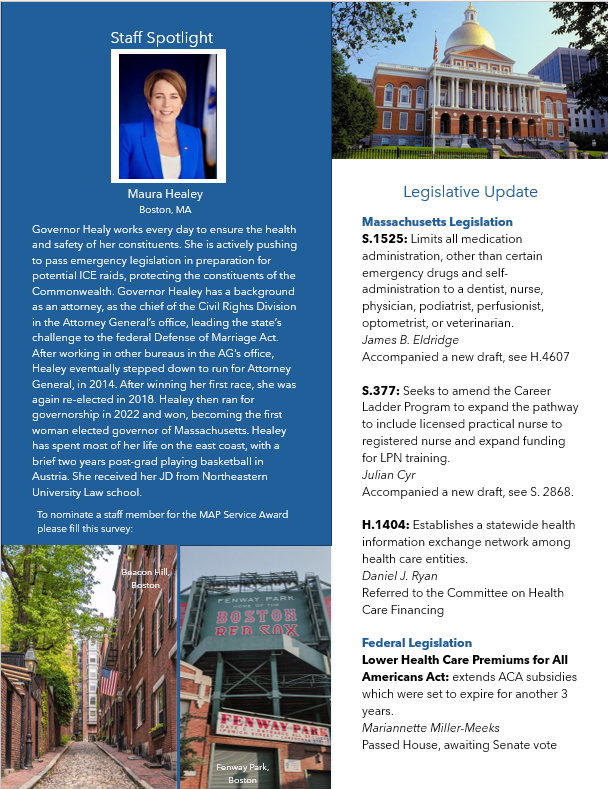 Staff Spotlight
Maura Healey
Boston, MA
Governor Healy works every day to ensure the health
and safety of her constituents. She is actively pushing
to pass emergency legislation in preparation for
potential ICE raids, protecting the constituents of the
Commonwealth. Governor Healey has a background
as an attorney, as the chief of the Civil Rights Division
in the Attorney General's office, leading the state's
challenge to the federal Defense of Marriage Act.
After working in other bureaus in the AG's office,
Healey eventually stepped down to run for Attorney
General, in 2014. After winning her first race, she was
again re-elected in 2018. Healey then ran for
governorship in 2022 and won, becoming the first
woman elected governor of Massachusetts. Healey
has spent most of her life on the east coast, with a
brief two years post-grad playing basketball in
Austria. She received her JD from Northeastern
University Law school.
To nominate a staff member for the MAP Service Award
please fill this survey:
Beacon Hill,
Boston
FENWAY PARK
HOME OF THE
BOSTON
RED SOX
FENWAY PARK
Fenway Park,
Boston
Legislative Update
Massachusetts Legislation
S.1525: Limits all medication
administration, other than certain
emergency drugs and self-
administration to a dentist, nurse,
physician, podiatrist, perfusionist,
optometrist, or veterinarian.
James B. Eldridge
Accompanied a new draft, see H.4607
S.377: Seeks to amend the Career
Ladder Program to expand the pathway
to include licensed practical nurse to
registered nurse and expand funding
for LPN training.
Julian Cyr
Accompanied a new draft, see S. 2868.
H.1404: Establishes a statewide health
information exchange network among
health care entities.
Daniel J. Ryan
Referred to the Committee on Health
Care Financing
Federal Legislation
Lower Health Care Premiums for All
Americans Act: extends ACA subsidies
which were set to expire for another 3
years.
Mariannette Miller-Meeks
Passed House, awaiting Senate vote